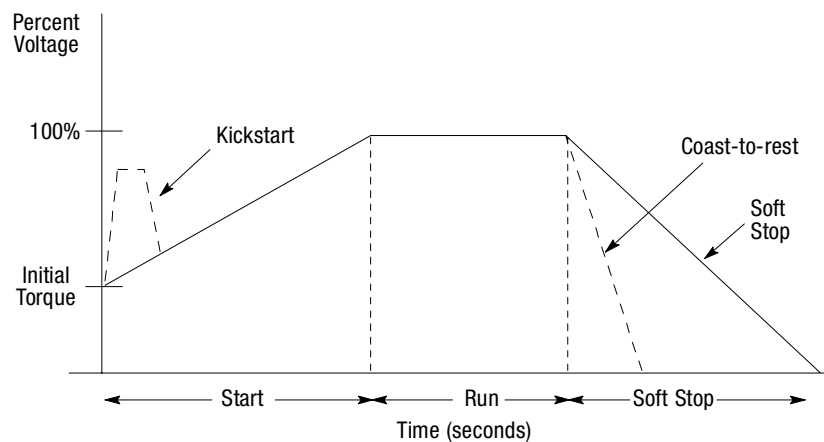 Percent
Voltage
100%
Kickstart
Coast-to-rest
Soft
Stop
Initial
Torque
Start
Run
Soft Stop
Time (seconds)